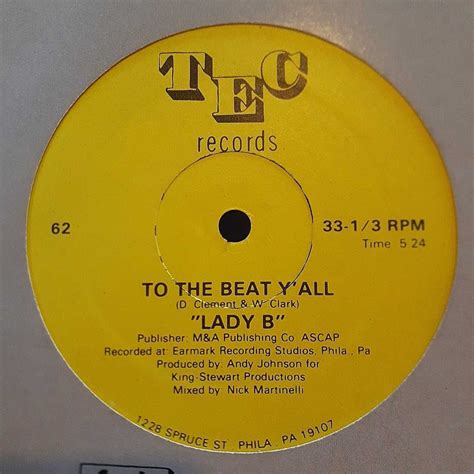 TEC
records
62
33-1/3 RPM
Time 5 24
TO THE BEAT Y'ALL
(D. Clement & W. Clark)
"LADY B"
Publisher: M&A Publishing Co. ASCAP
Recorded at: Earmark Recording Studios, Phila., Pa
Produced by: Andy Johnson for
King-Stewart Productions
Mixed by: Nick Martinelli
1228 SPRUCE ST. PHILA. PA 19107